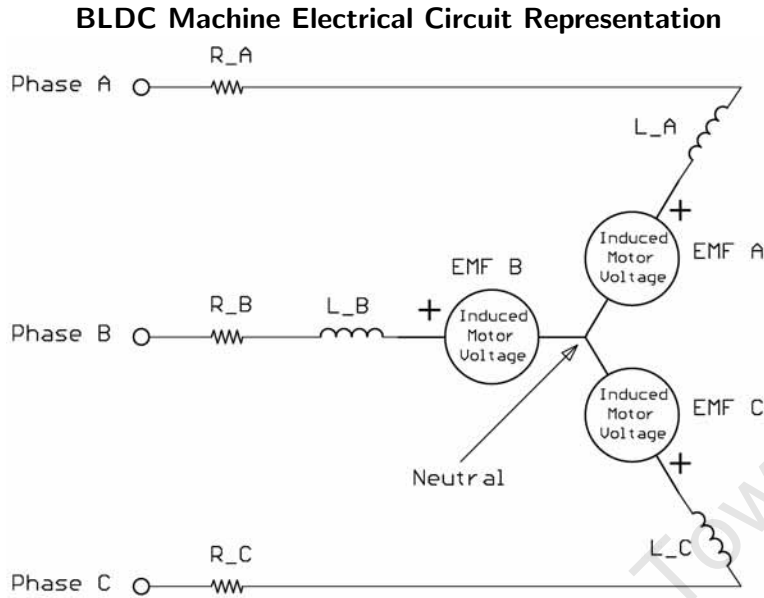 BLDC Machine Electrical Circuit Representation
R_A
Phase A
L_A
+
Induced
Motor
Voltage
EMF A
EMF B
R_B
L_B
+
Phase B
Induced
Motor
Voltage
Induced
Motor
Voltage
EMF C
+
Neutral
R_C
L_C
Phase C
Tow